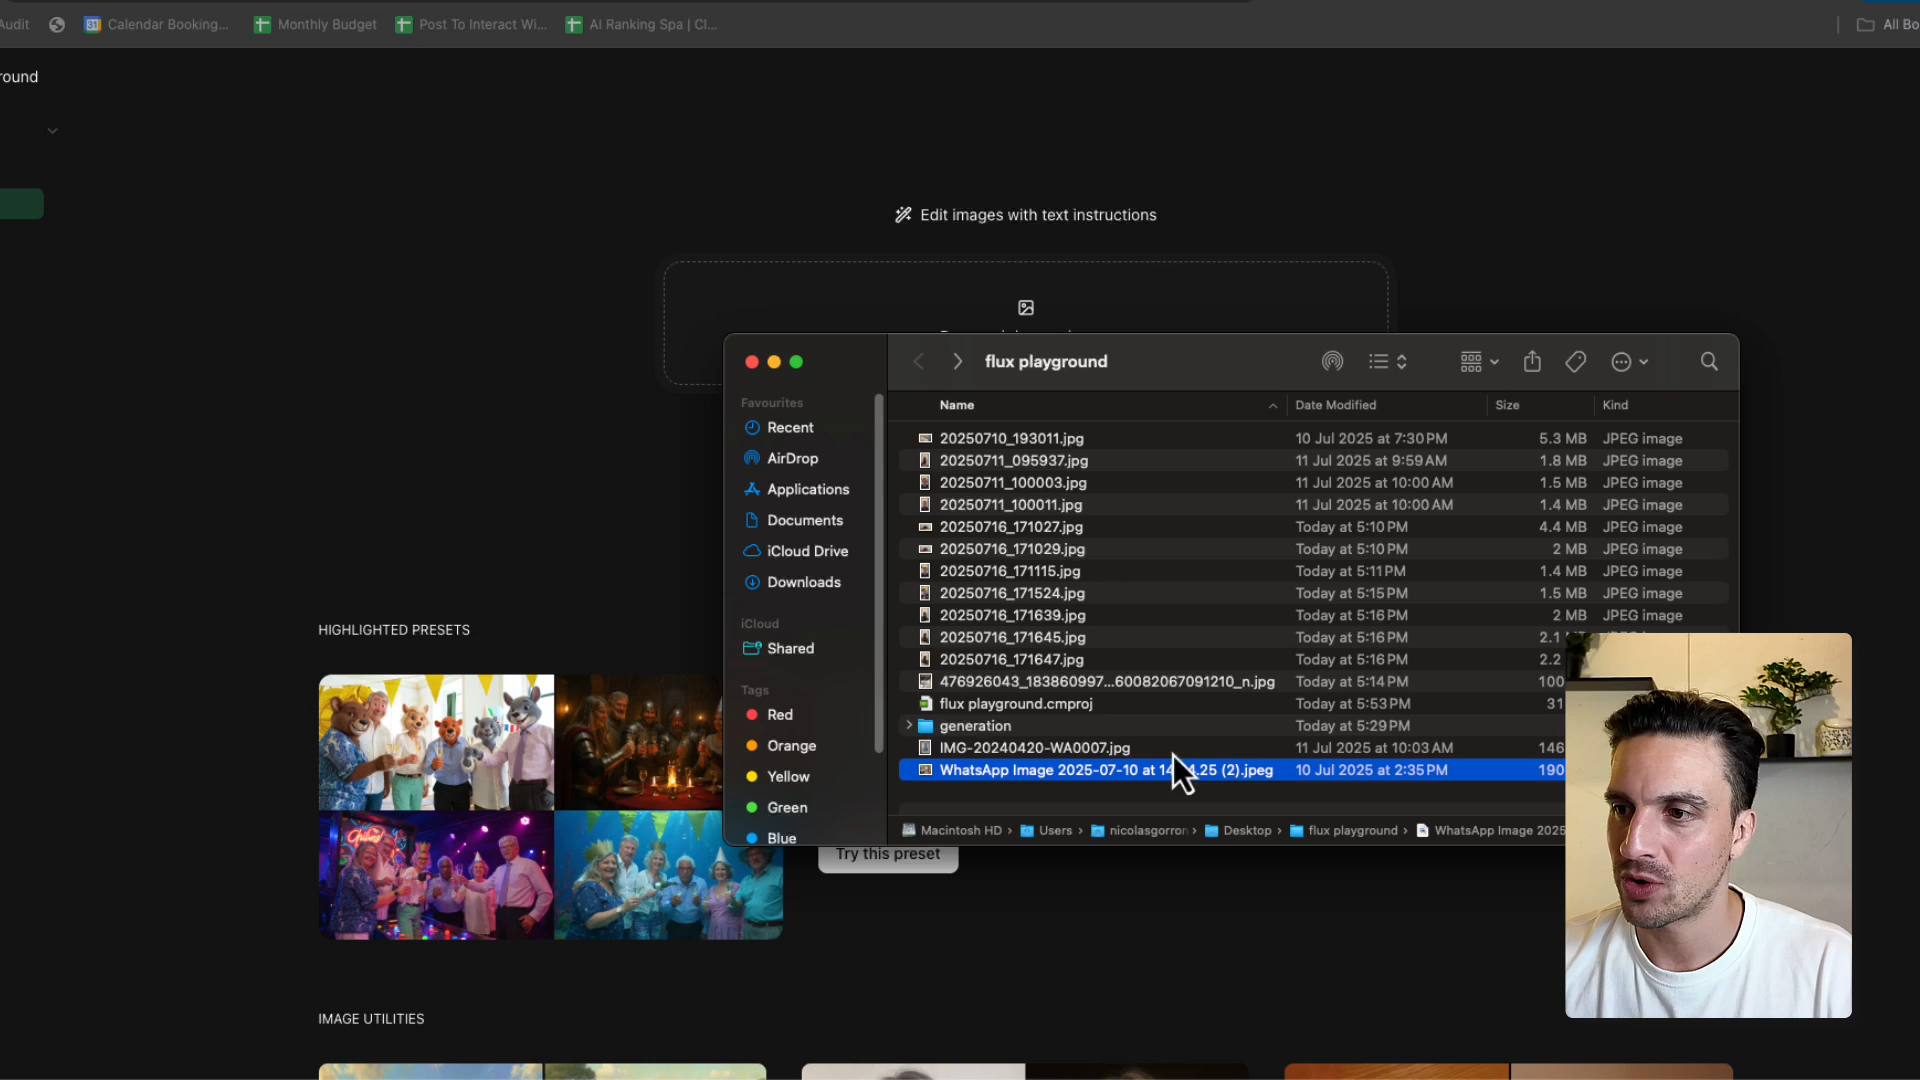 Audit
Calendar Booking...
Monthly Budget
Post To Interact Wi...
AI Ranking Spa | Cl...
All Bo
round
Edit images with text instructions
flux playground
Favourites
Recent
AirDrop
Applications
Documents
iCloud Drive
Downloads
iCloud
Shared
Tags
Red
Orange
Yellow
Green
Blue
Name Date Modified Size Kind
20250710_193011.jpg 10 Jul 2025 at 7:30 PM 5.3 MB JPEG image
20250711_095937.jpg 11 Jul 2025 at 9:59 AM 1.8 MB JPEG image
20250711_100003.jpg 11 Jul 2025 at 10:00 AM 1.5 MB JPEG image
20250711_100011.jpg 11 Jul 2025 at 10:00 AM 1.4 MB JPEG image
20250716_171027.jpg Today at 5:10 PM 4.4 MB JPEG image
20250716_171029.jpg Today at 5:10 PM 2 MB JPEG image
20250716_171115.jpg Today at 5:11 PM 1.4 MB JPEG image
20250716_171524.jpg Today at 5:15 PM 1.5 MB JPEG image
20250716_171639.jpg Today at 5:16 PM 2 MB JPEG image
20250716_171645.jpg Today at 5:16 PM 2.1
20250716_171647.jpg Today at 5:16 PM 2.2
476926043_183860997...60082067091210_n.jpg Today at 5:14 PM 100
flux playground.cmproj Today at 5:53 PM 31
generation Today at 5:29 PM
IMG-20240420-WA0007.jpg 11 Jul 2025 at 10:03 AM 146
WhatsApp Image 2025-07-10 at 14 .25 (2).jpeg 10 Jul 2025 at 2:35 PM 190
Macintosh HD › Users › nicolasgorron › Desktop › flux playground › WhatsApp Image 2025
HIGHLIGHTED PRESETS
Try this preset
IMAGE UTILITIES